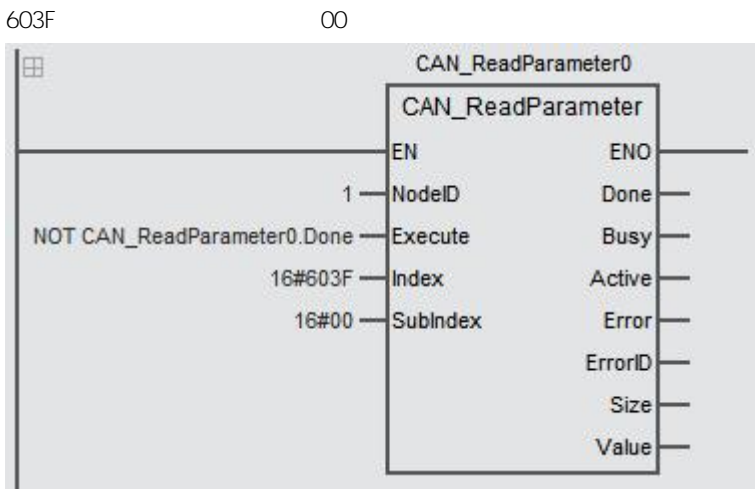 603F 00
CAN_ReadParameter0
CAN_ReadParameter
EN ENO
1 NodeID Done
NOT CAN_ReadParameter0.Done Execute Busy
16#603F Index Active
16#00 SubIndex Error
ErrorID
Size
Value